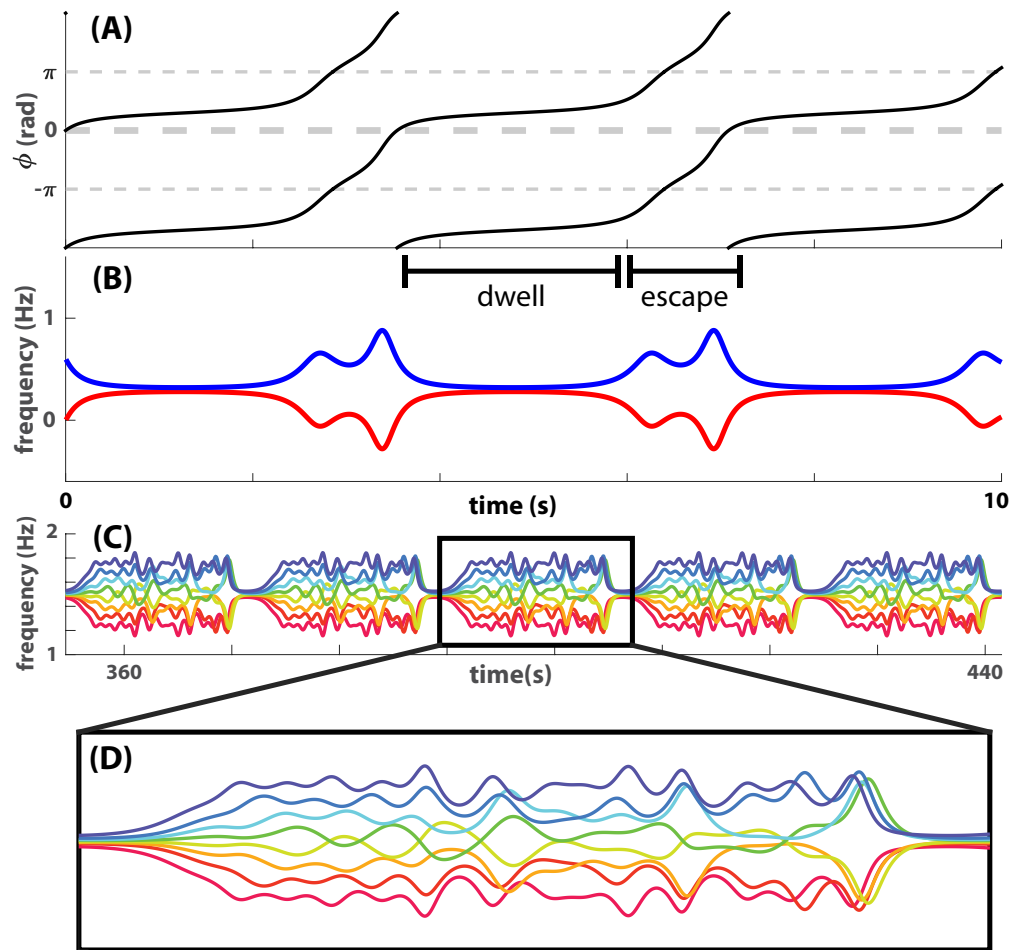 (A)
π
0
-π
ϕ (rad)
(B)
dwell
escape
frequency (Hz)
1
0
0
time (s)
10
(C)
frequency (Hz)
2
1
360
time(s)
440
(D)